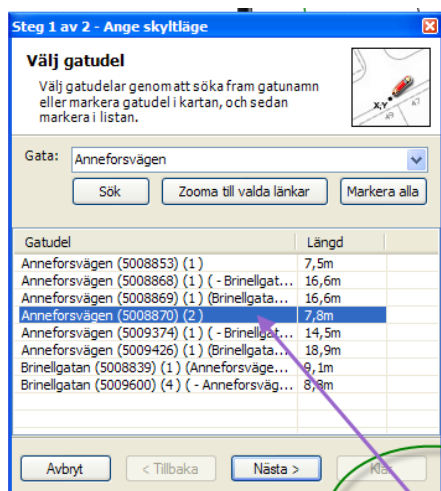 Steg 1 av 2 - Ange skyltläge
Välj gatudel
Välj gatudelar genom att söka fram gatunamn
eller markera gatudel i kartan, och sedan
markera i listan.
X,Y
49
47
Gata: Anneforsvägen
Sök Zooma till valda länkar Markera alla
Gatudel Längd
Anneforsvägen (5008853) (1 ) 7,5m
Anneforsvägen (5008868) (1 ) ( - Brinellgat... 16,6m
Anneforsvägen (5008869) (1 ) (Brinellgata... 16,6m
Anneforsvägen (5008870) (2 ) 7,8m
Anneforsvägen (5009374) (1 ) ( - Brinellgat... 14,5m
Anneforsvägen (5009426) (1 ) (Brinellgata... 18,9m
Brinellgatan (5008839) (1 ) (Anneforsväge... 9,1m
Brinellgatan (5009600) (4 ) ( - Anneforsväg... 8,8m
Avbryt < Tillbaka Nästa > Klar